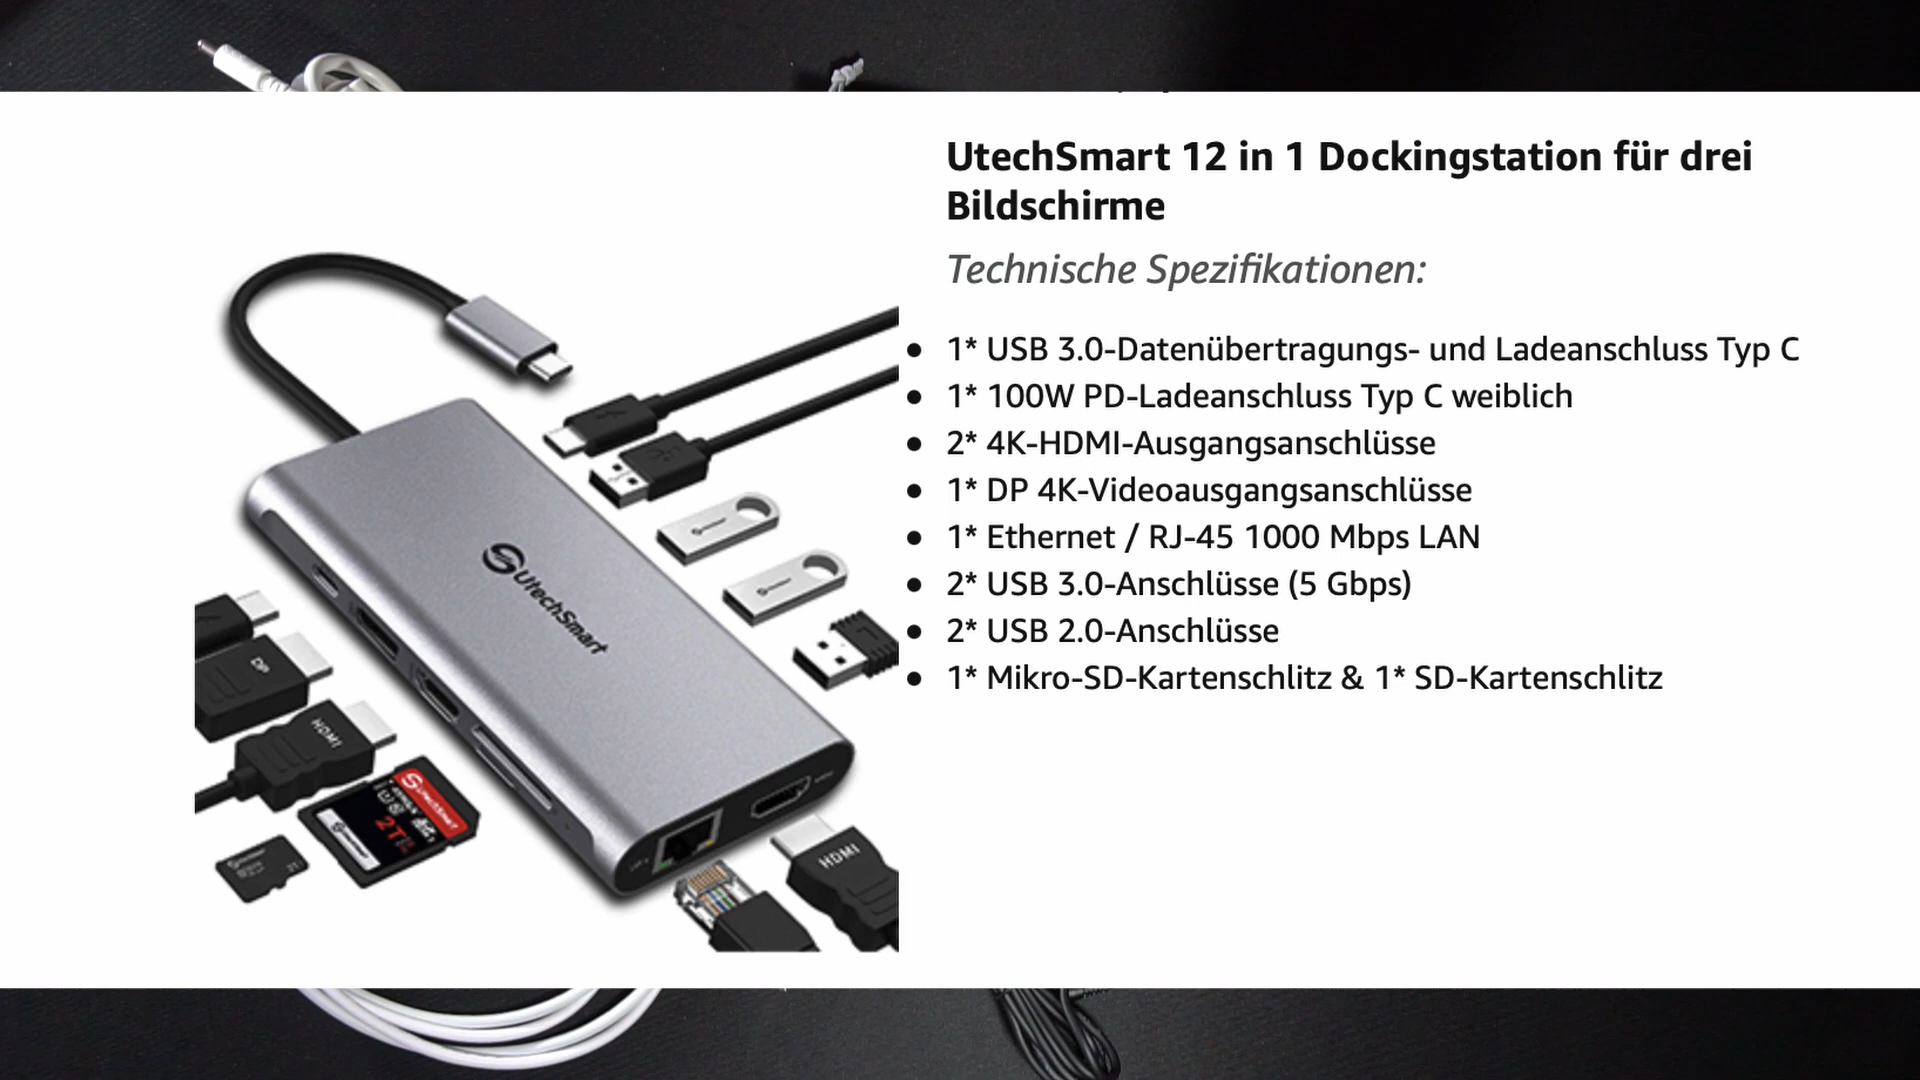 UtechSmart 12 in 1 Dockingstation für drei
Bildschirme
Technische Spezifikationen:
1* USB 3.0-Datenübertragungs- und Ladeanschluss Typ C
1* 100W PD-Ladeanschluss Typ C weiblich
2* 4K-HDMI-Ausgangsanschlüsse
1* DP 4K-Videoausgangsanschlüsse
1* Ethernet / RJ-45 1000 Mbps LAN
2* USB 3.0-Anschlüsse (5 Gbps)
2* USB 2.0-Anschlüsse
1* Mikro-SD-Kartenschlitz & 1* SD-Kartenschlitz
UtechSmart
DP
HDMI
UtechSmart
2T
HDMI